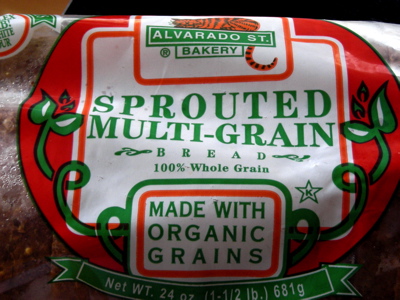 ALVARADO ST.
® BAKERY
SPROUTED
MULTI-GRAIN
BREAD
100% Whole Grain
K
MADE WITH
ORGANIC
GRAINS
Net WT. 24 oz. (1-1/2 lb.) 681g